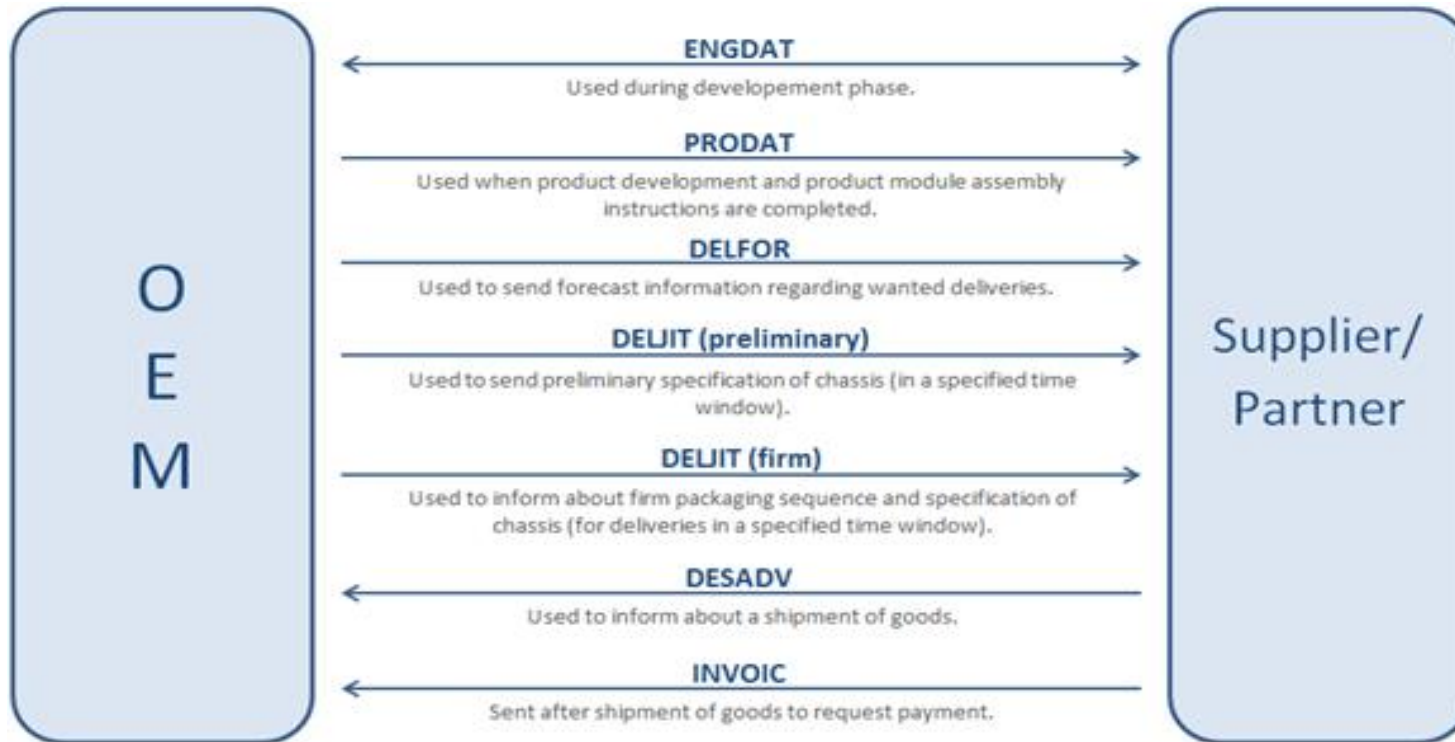 ENGDAT
Used during developement phase.
PRODAT
Used when product development and product module assembly
instructions are completed.
DELFOR
Used to send forecast information regarding wanted deliveries.
DELJIT (preliminary)
Used to send preliminary specification of chassis (in a specified time
window).
DELJIT (firm)
Used to inform about firm packaging sequence and specification of
chassis (for deliveries in a specified time window).
DESADV
Used to inform about a shipment of goods.
INVOIC
Sent after shipment of goods to request payment.
O
E
M
Supplier/
Partner